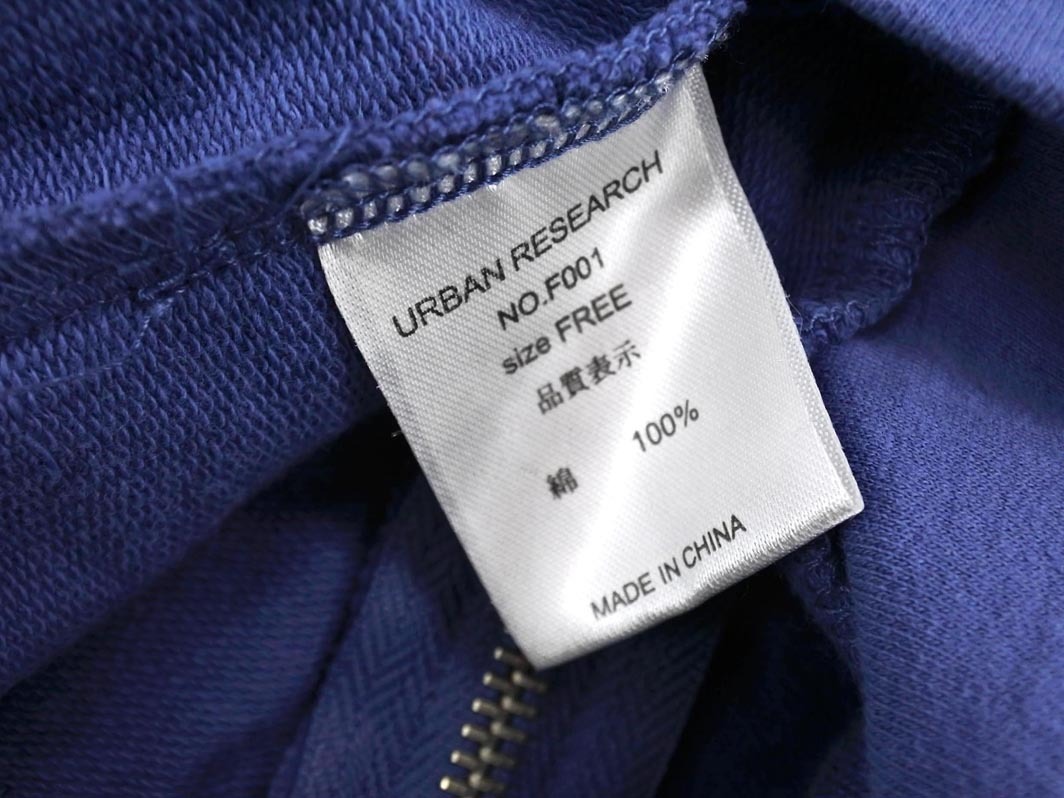 URBAN RESEARCH
NO.F001
size FREE
品質表示
綿 100%
MADE IN CHINA